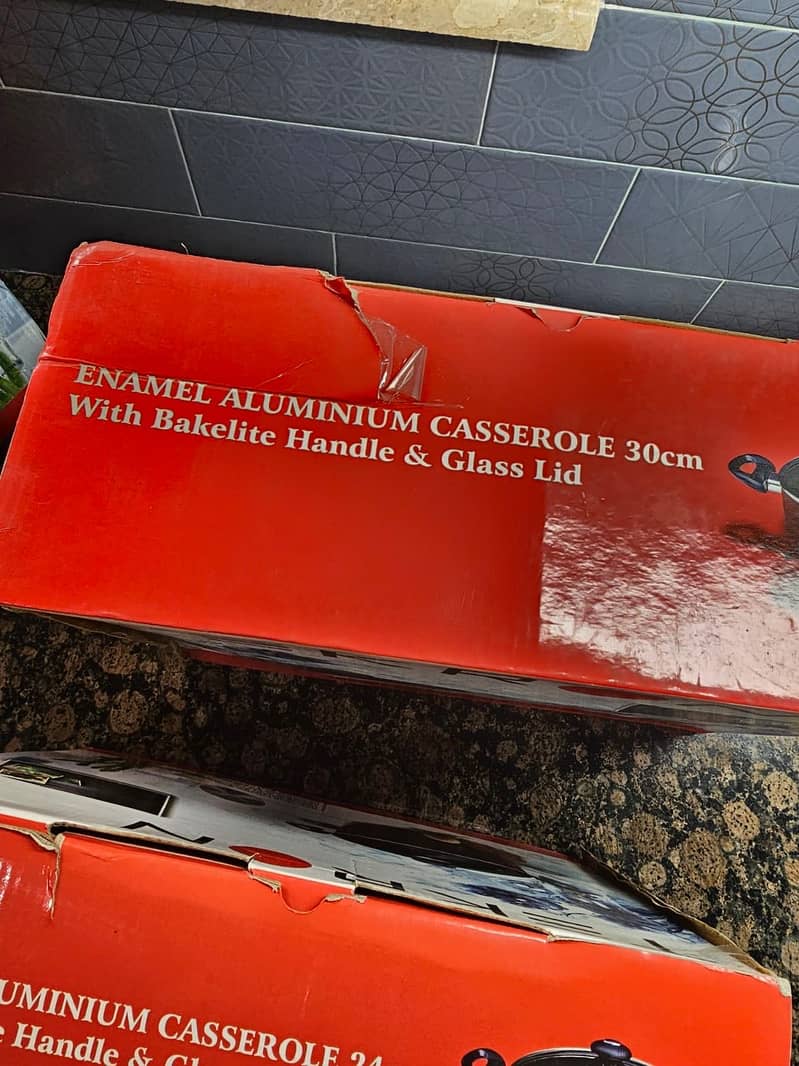 ENAMEL ALUMINIUM CASSEROLE 30cm
With Bakelite Handle & Glass Lid
UMINIUM CASSEROLE 24
Handle &